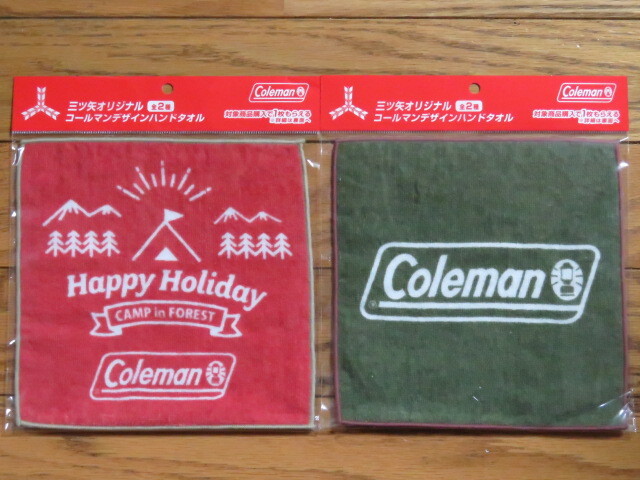 三ツ矢オリジナル 全2種
コールマンデザインハンドタオル
Coleman
対象商品購入で1枚もらえる
Happy Holiday
CAMP in FOREST
Coleman
三ツ矢オリジナル 全2種
コールマンデザインハンドタオル
Coleman
対象商品購入で1枚もらえる
Coleman
®